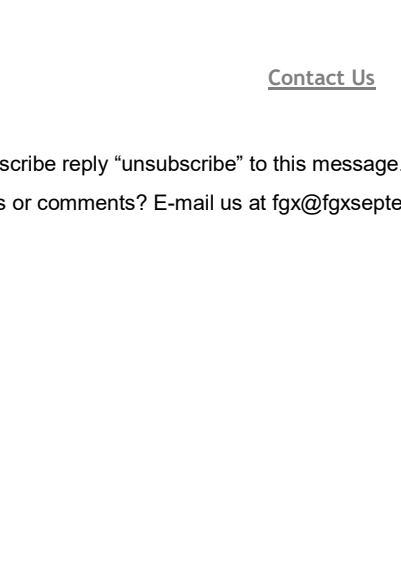 Contact Us
scribe reply “unsubscribe” to this message.
s or comments? E-mail us at fgx@fgxsepte